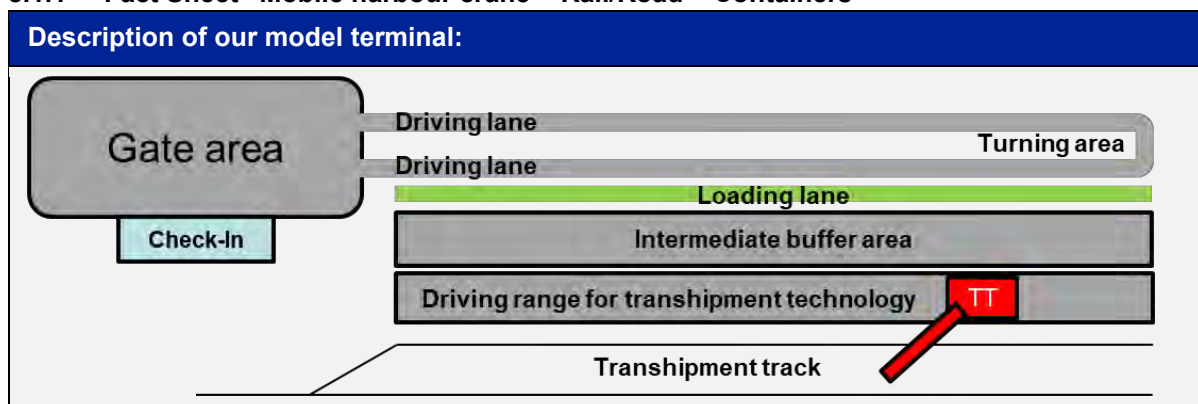 Description of our model terminal:
Gate area
Driving lane
Turning area
Driving lane
Loading lane
Check-In
Intermediate buffer area
Driving range for transhipment technology
TT
Transhipment track